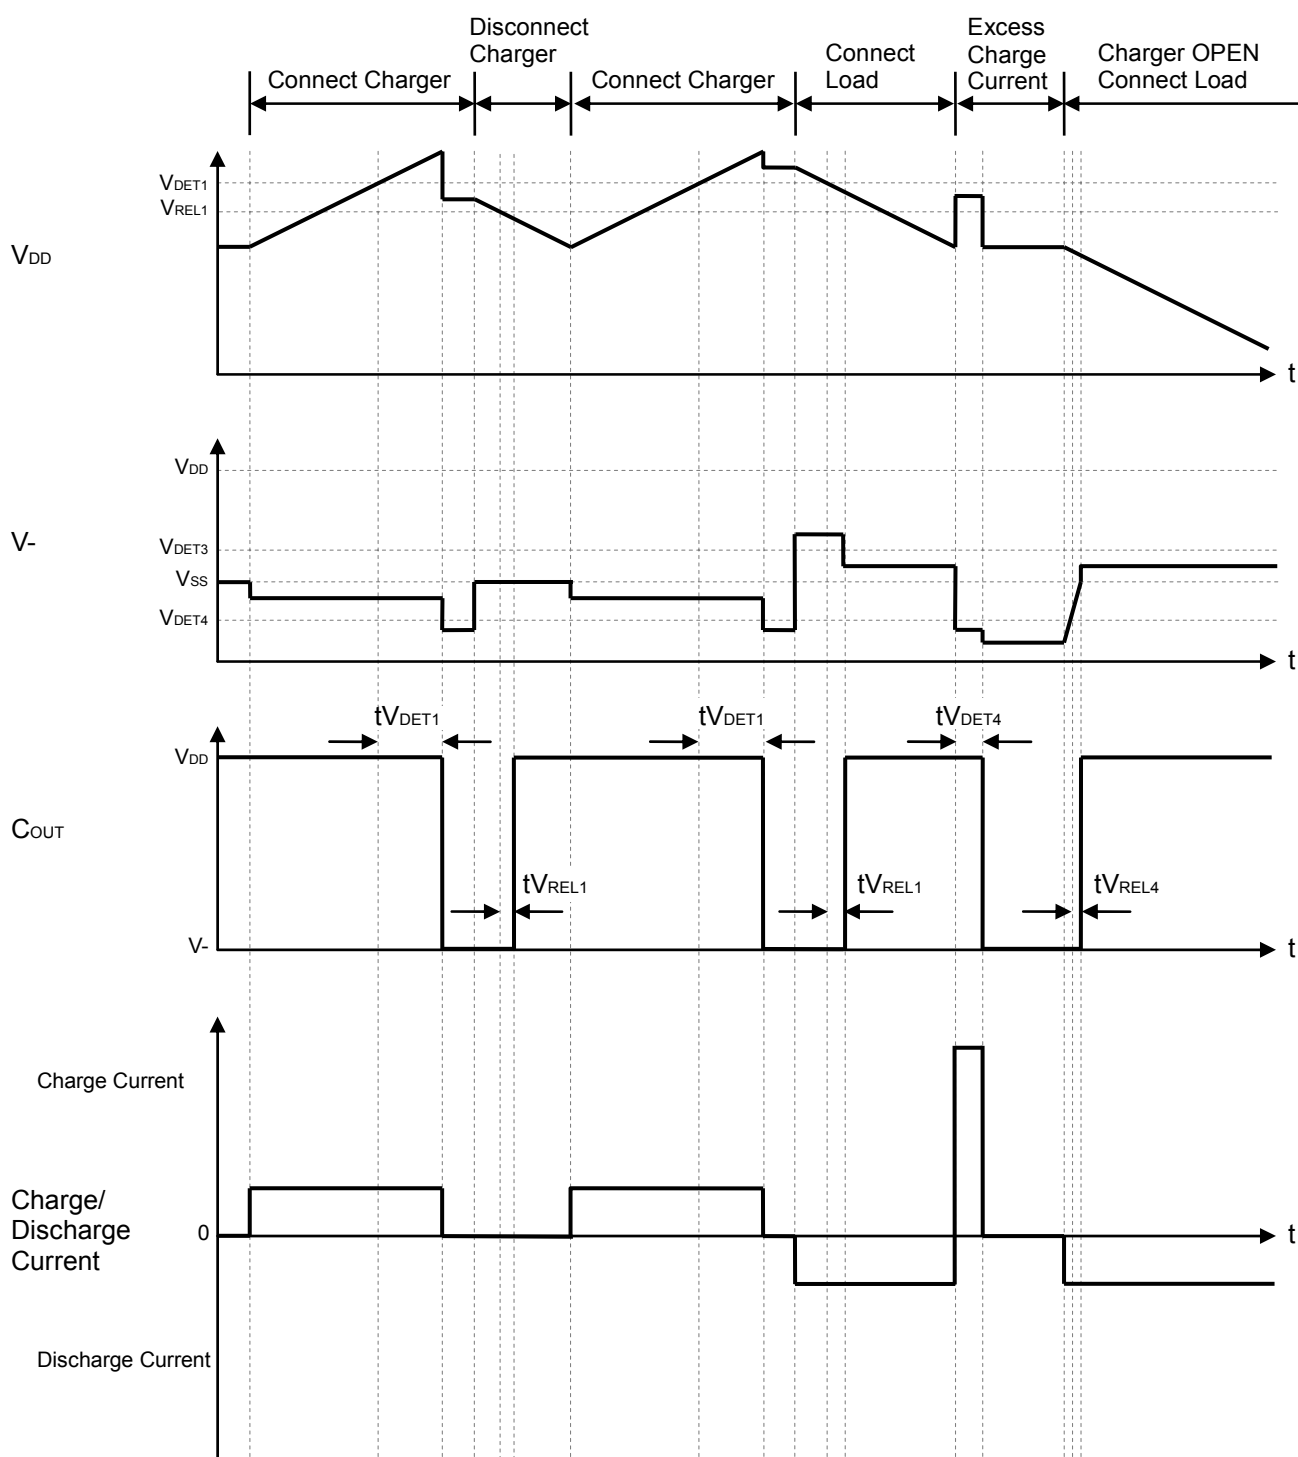 Disconnect
Charger
Excess
Charge
Current
Connect Charger
Connect Charger
Connect
Load
Charger OPEN
Connect Load
VDET1
VREL1
VDD
t
VDD
V-
VDET3
VSS
VDET4
t
tVDET1
tVDET1
tVDET4
VDD
COUT
tVREL1
tVREL1
tVREL4
V-
t
Charge Current
Charge/
Discharge
Current
0
t
Discharge Current